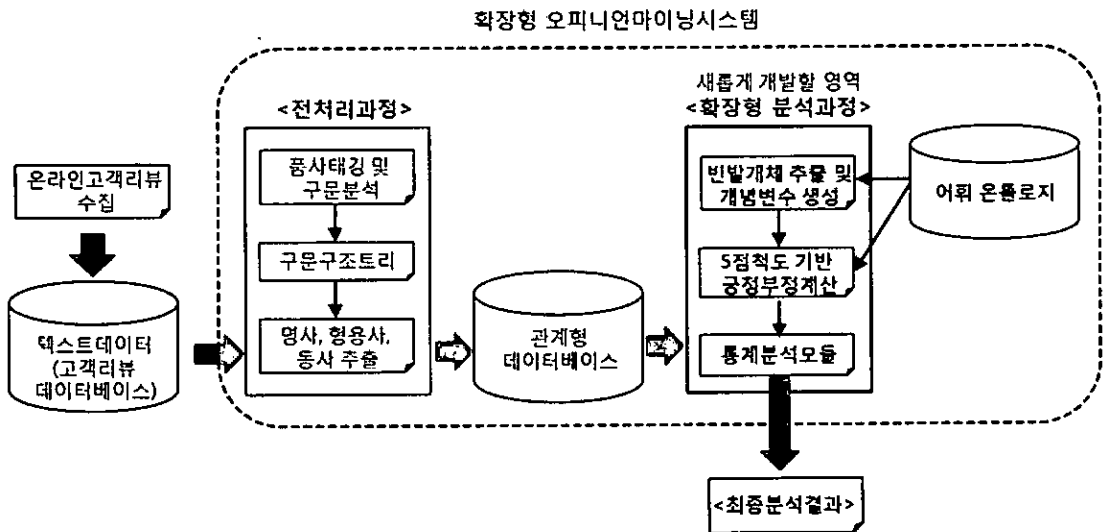 확장형 오피니언마이닝시스템
새롭게 개발할 영역
<전처리과정>
<확장형 분석과정>
온라인고객리뷰
수집
텍스트데이터
(고객리뷰
데이터베이스)
품사태깅 및
구문분석
구문구조트리
명사, 형용사,
동사 추출
관계형
데이터베이스
빈발개체 추출 및
개념변수 생성
5점척도 기반
긍정부정계산
통계분석모듈
어휘 온톨로지
<최종분석결과>